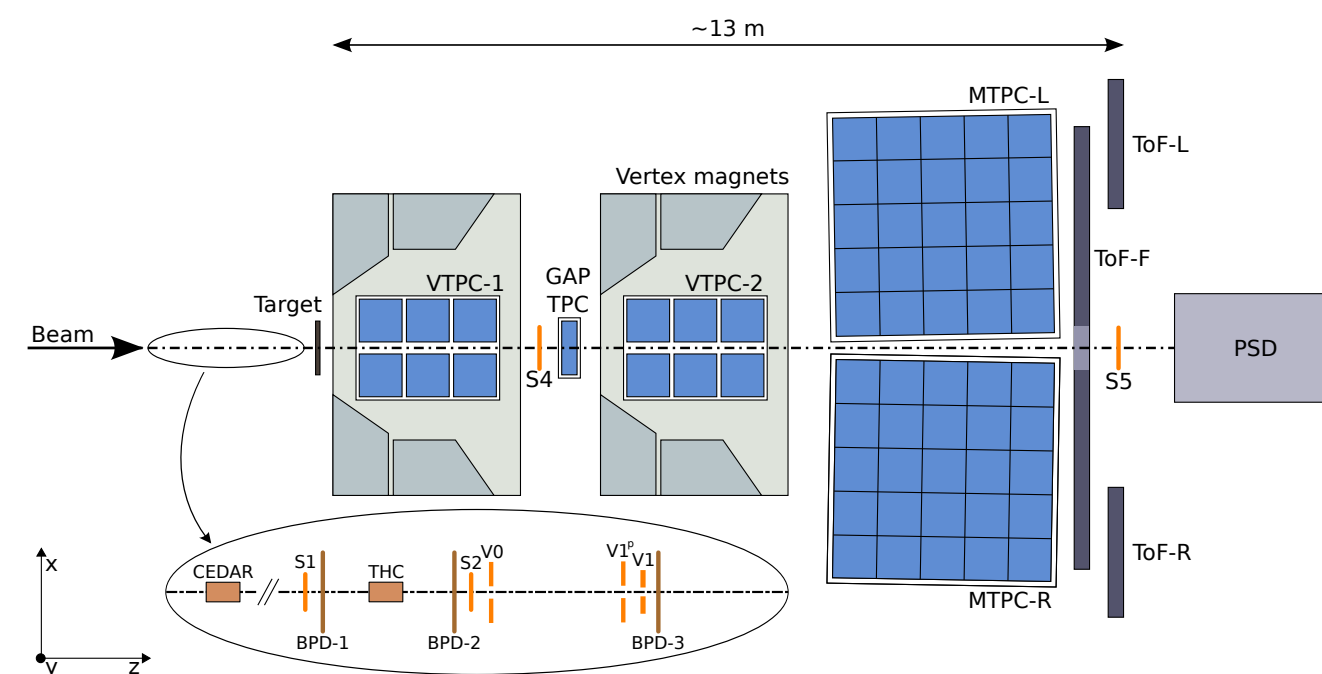 ~13 m
MTPC-L
ToF-L
Vertex magnets
ToF-F
GAP
TPC
VTPC-1
VTPC-2
Target
Beam
PSD
S4
S5
V1p
V0
V1
S1
S2
CEDAR
THC
ToF-R
x
MTPC-R
BPD-1
BPD-2
BPD-3
y
z